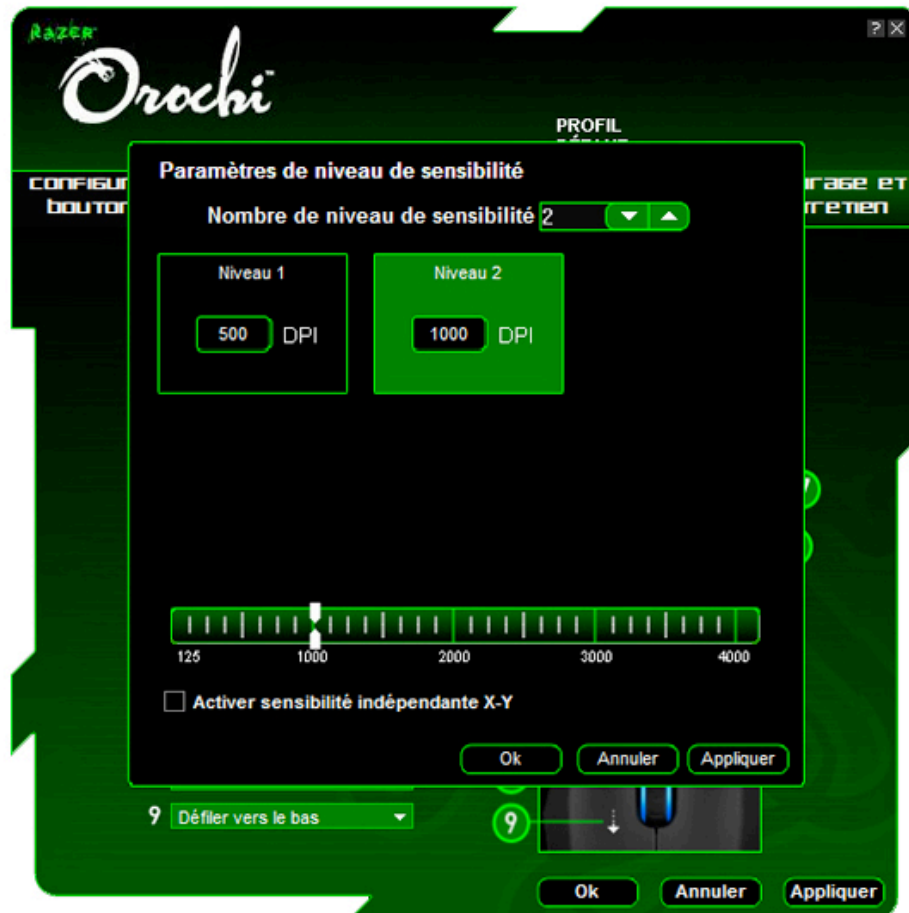 RAZER
Orochi™
? X
PROFIL
Paramètres de niveau de sensibilité
Nombre de niveau de sensibilité 2
Niveau 1
Niveau 2
500 DPI
1000 DPI
125 1000 2000 3000 4000
Activer sensibilité indépendante X-Y
Ok Annuler Appliquer
9 Défiler vers le bas
9
Ok Annuler Appliquer